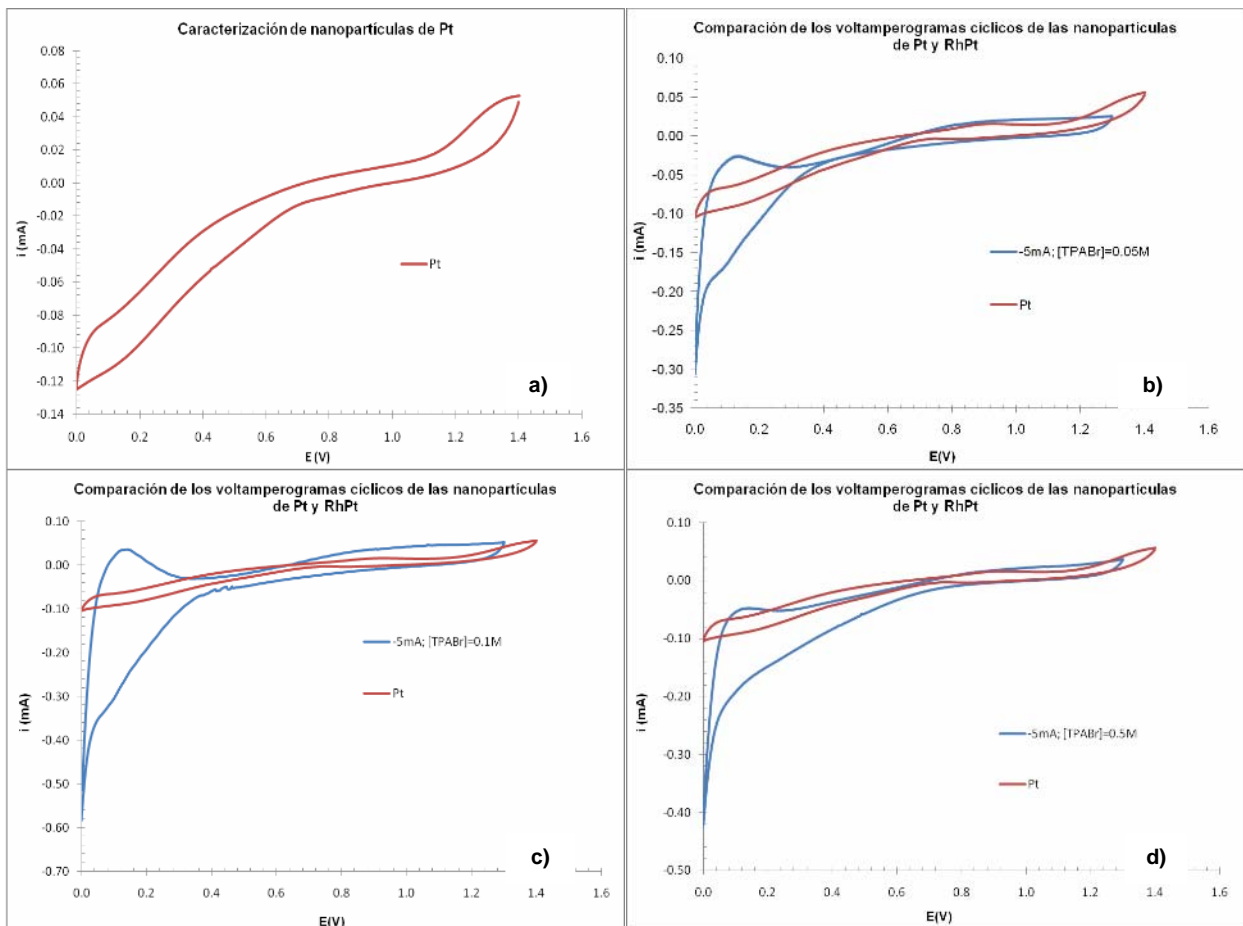 Caracterización de nanopartículas de Pt
0.08
0.06
0.04
0.02
0.00
-0.02
-0.04
-0.06
-0.08
-0.10
-0.12
-0.14
i (mA)
Pt
a)
0.0 0.2 0.4 0.6 0.8 1.0 1.2 1.4 1.6
E (V)
Comparación de los voltamperogramas cíclicos de las nanopartículas
de Pt y RhPt
0.10
0.05
0.00
-0.05
-0.10
-0.15
-0.20
-0.25
-0.30
-0.35
i (mA)
-5mA; [TPABr]=0.05M
Pt
b)
0.0 0.2 0.4 0.6 0.8 1.0 1.2 1.4 1.6
E(V)
Comparación de los voltamperogramas cíclicos de las nanopartículas
de Pt y RhPt
0.10
0.00
-0.10
-0.20
-0.30
-0.40
-0.50
-0.60
-0.70
i (mA)
-5mA; [TPABr]=0.1M
Pt
c)
0.0 0.2 0.4 0.6 0.8 1.0 1.2 1.4 1.6
E(V)
Comparación de los voltamperogramas cíclicos de las nanopartículas
de Pt y RhPt
0.10
0.00
-0.10
-0.20
-0.30
-0.40
-0.50
i (mA)
-5mA; [TPABr]=0.5M
Pt
d)
0.0 0.2 0.4 0.6 0.8 1.0 1.2 1.4 1.6
E(V)